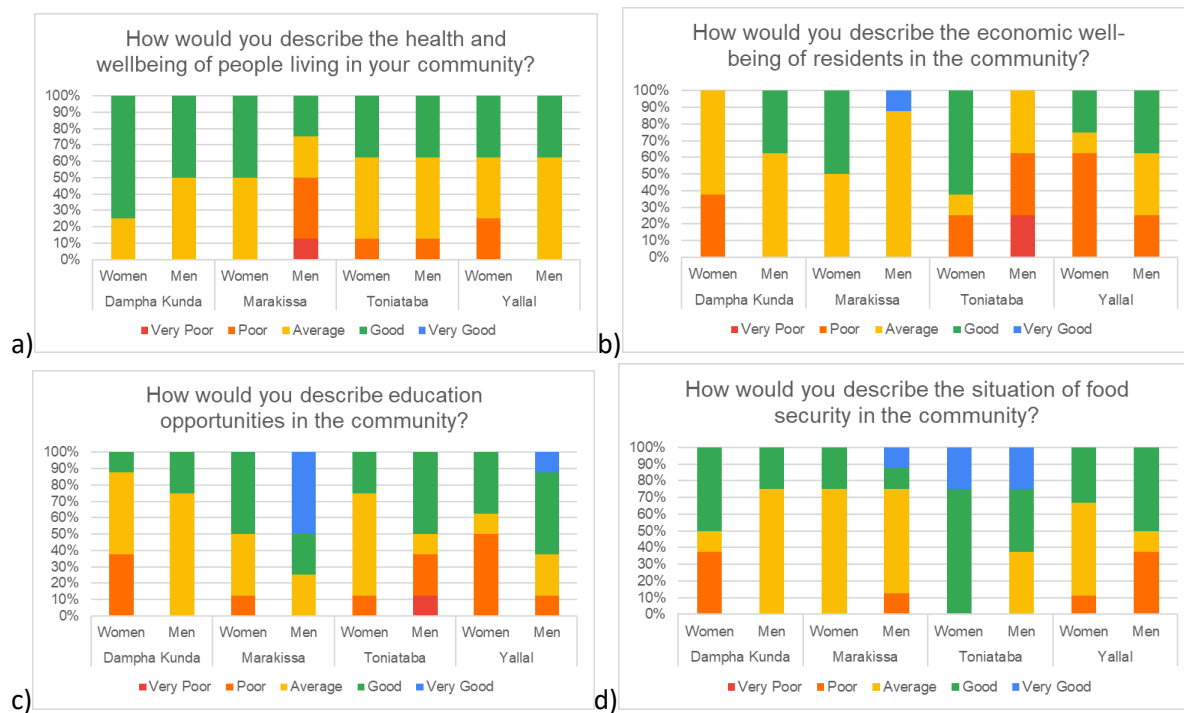 How would you describe the health and
wellbeing of people living in your community?
100%
90%
80%
70%
60%
50%
40%
30%
20%
10%
0%
Women Men Women Men Women Men Women Men
Dampha Kunda Marakissa Toniataba Yallal
Very Poor Poor Average Good Very Good
a)
How would you describe the economic well-
being of residents in the community?
100%
90%
80%
70%
60%
50%
40%
30%
20%
10%
0%
Women Men Women Men Women Men Women Men
Dampha Kunda Marakissa Toniataba Yallal
Very Poor Poor Average Good Very Good
b)
How would you describe education
opportunities in the community?
100%
90%
80%
70%
60%
50%
40%
30%
20%
10%
0%
Women Men Women Men Women Men Women Men
Dampha Kunda Marakissa Toniataba Yallal
Very Poor Poor Average Good Very Good
c)
How would you describe the situation of food
security in the community?
100%
90%
80%
70%
60%
50%
40%
30%
20%
10%
0%
Women Men Women Men Women Men Women Men
Dampha Kunda Marakissa Toniataba Yallal
Very Poor Poor Average Good Very Good
d)